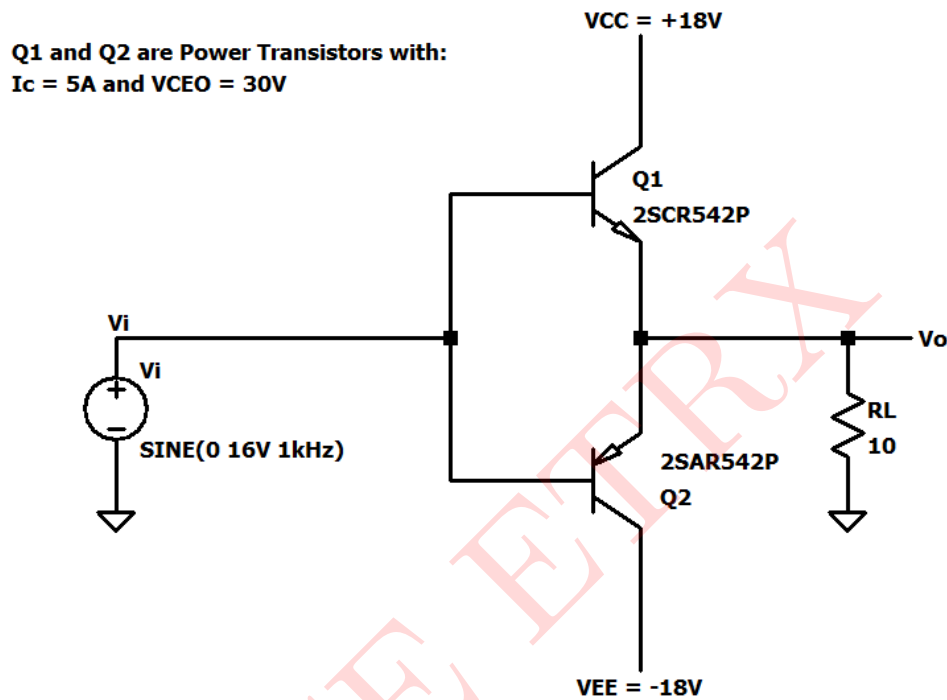 VCC = +18V
Q1 and Q2 are Power Transistors with:
Ic = 5A and VCEO = 30V
Q1
2SCR542P
Vi
Vi
SINE(0 16V 1kHz)
Vo
RL
10
2SAR542P
Q2
VEE = -18V
ETRX